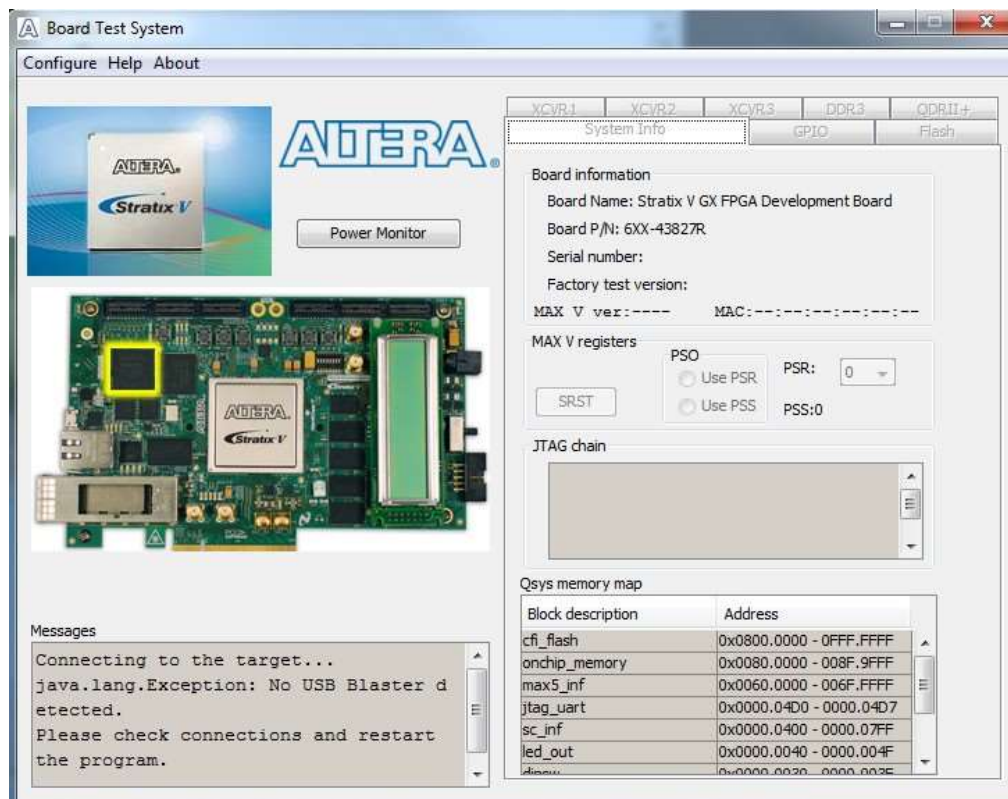 Board Test System
Configure Help About
ALTERA®
Stratix V
ALTERA®
Power Monitor
ALTERA
Stratix V
Messages
Connecting to the target...
java.lang.Exception: No USB Blaster d
etected.
Please check connections and restart
the program.
XCVR1 XCVR2 XCVR3 DDR3 QDRII+
System Info GPIO Flash
Board information
Board Name: Stratix V GX FPGA Development Board
Board P/N: 6XX-43827R
Serial number:
Factory test version:
MAX V ver:---- MAC:--:--:--:--:--:--
MAX V registers
SRST
PSO
Use PSR
Use PSS
PSR: 0
PSS:0
JTAG chain
Qsys memory map
Block description Address
cfi_flash 0x0800.0000 - 0FFF.FFFF
onchip_memory 0x0080.0000 - 008F.9FFF
max5_inf 0x0060.0000 - 006F.FFFF
jtag_uart 0x0000.04D0 - 0000.04D7
sc_inf 0x0000.0400 - 0000.07FF
led_out 0x0000.0040 - 0000.004F